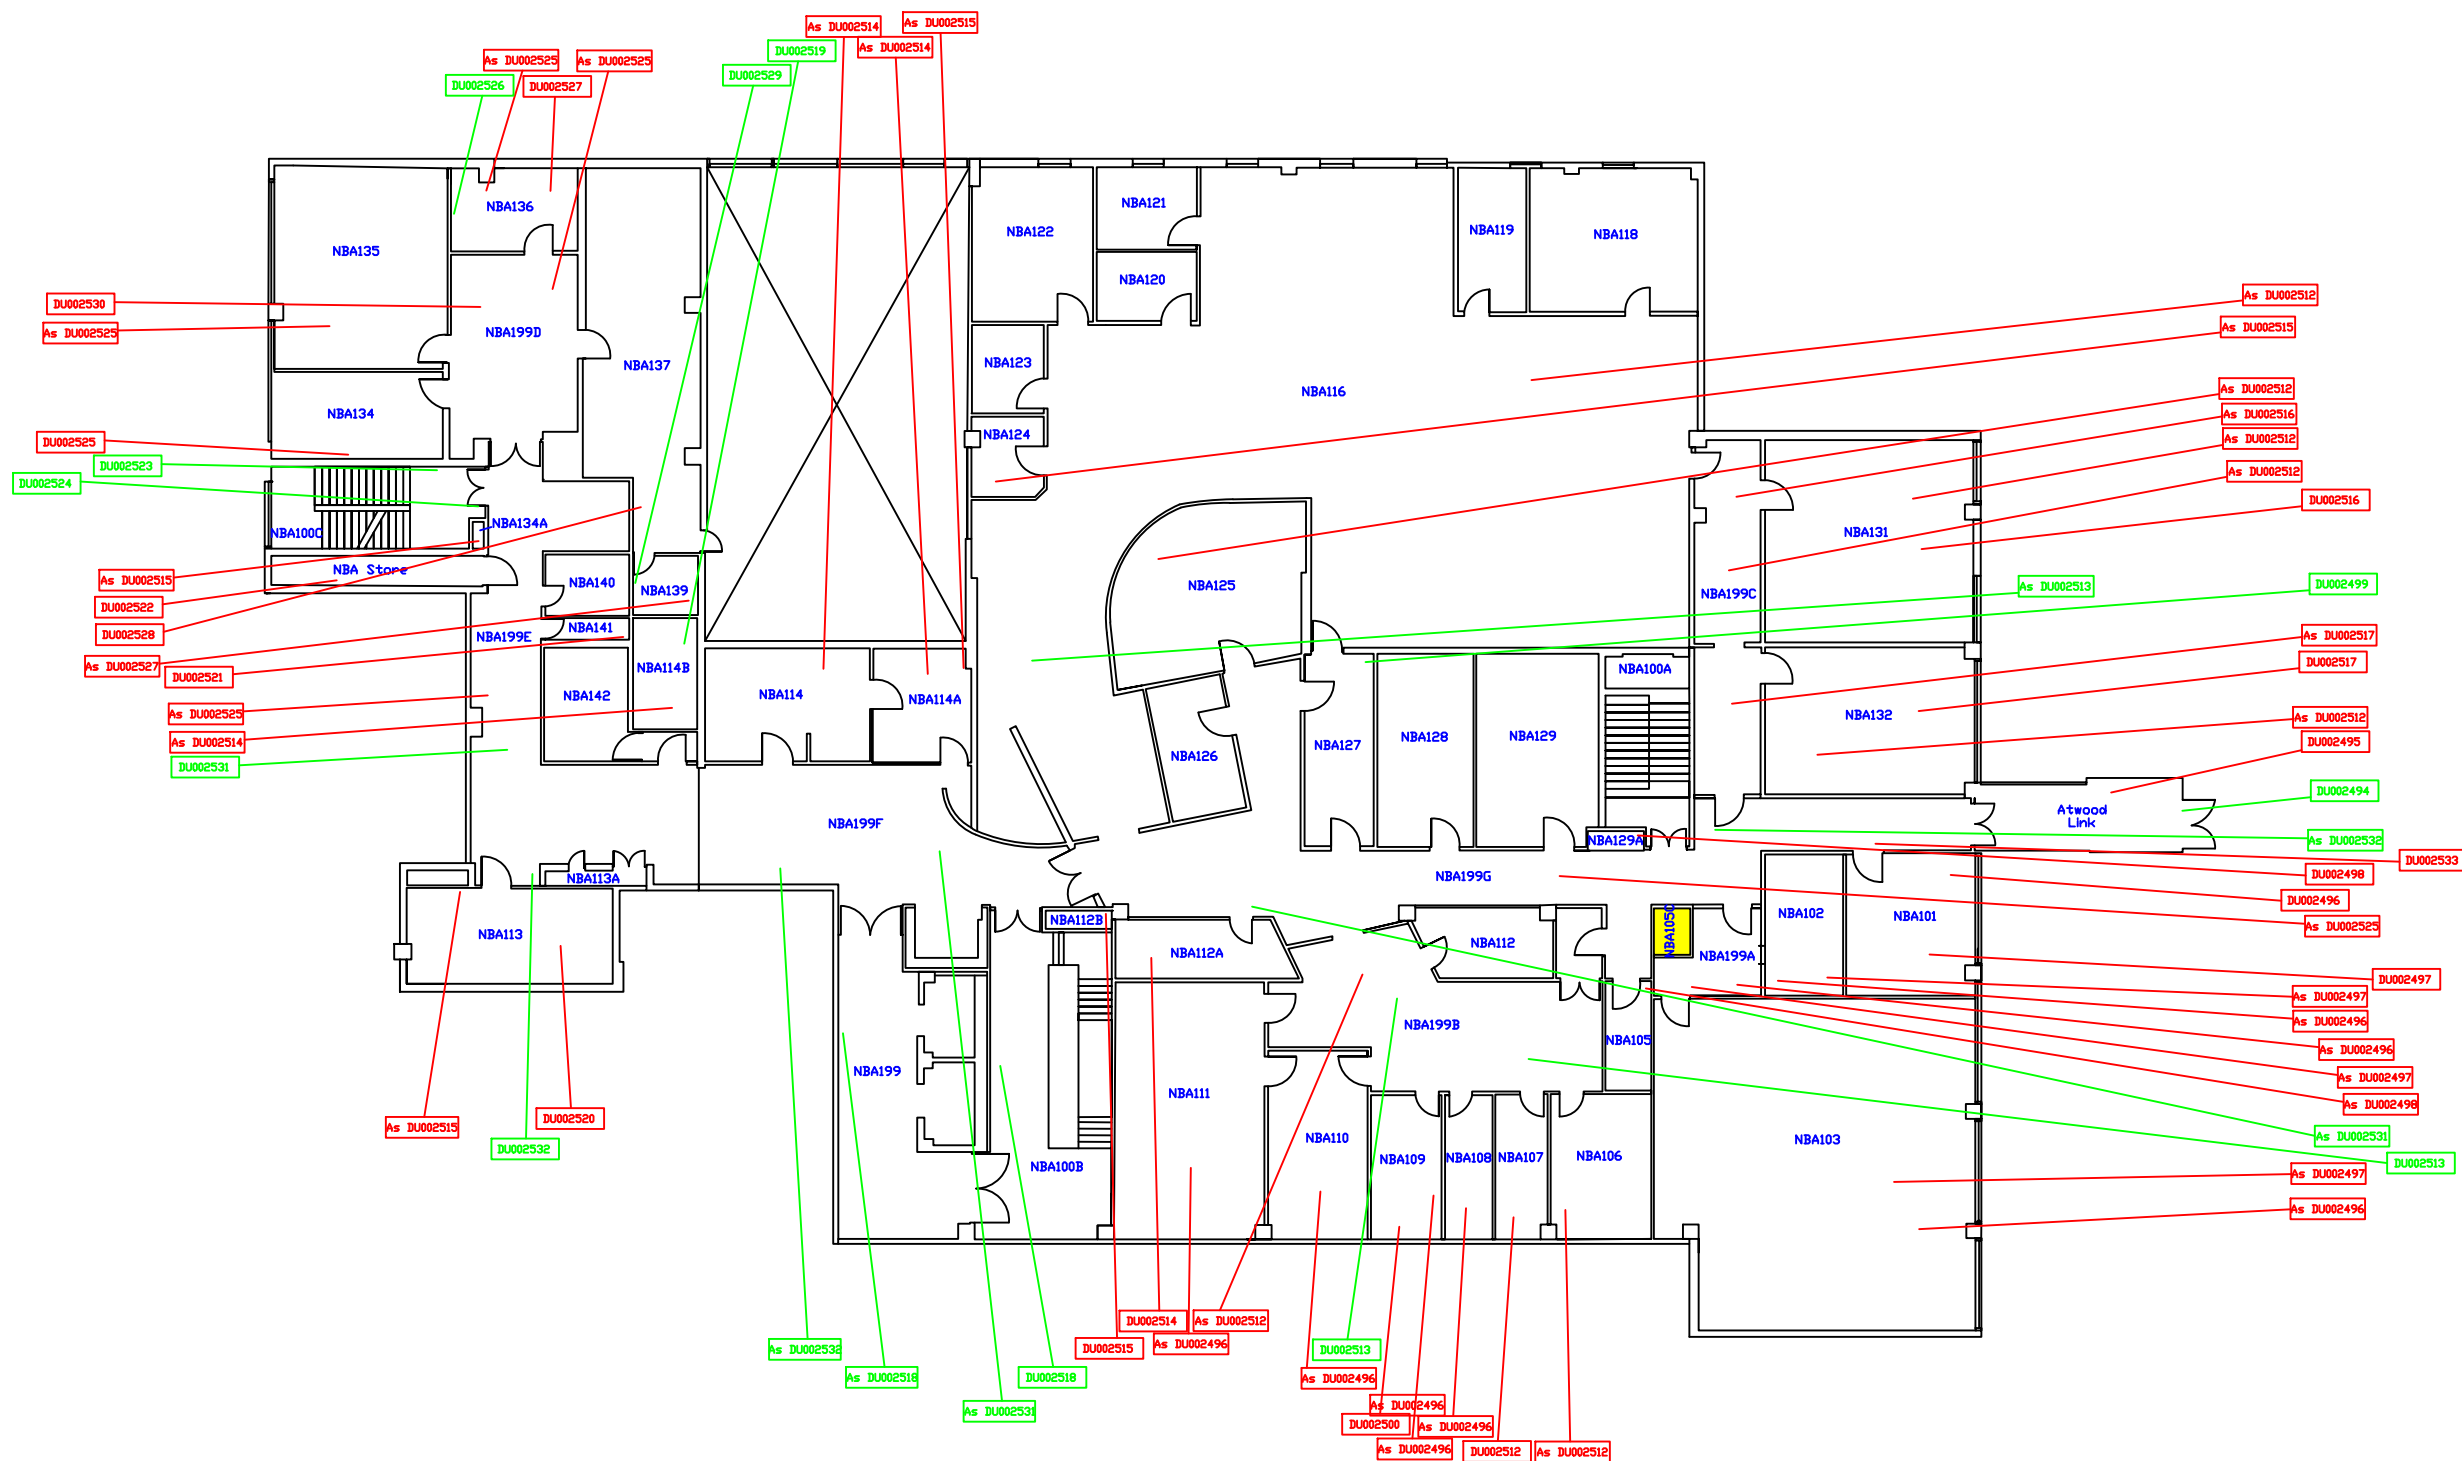 As DU002514
As DU002515
As DU002514
DU002519
DU002529
As DU002525
As DU002525
DU002526
DU002527
NBA136
NBA121
NBA122
NBA119
NBA118
NBA135
NBA120
DU002530
As DU002525
NBA199D
NBA137
NBA123
NBA116
As DU002512
As DU002515
NBA134
NBA124
DU002525
DU002523
DU002524
As DU002512
As DU002516
As DU002512
As DU002512
DU002516
NBA100C
NBA134A
NBA131
NBA Store
NBA140
NBA139
NBA125
NBA199C
As DU002513
DU002499
As DU002515
DU002522
DU002528
As DU002527
DU002521
NBA199E
NBA141
NBA114B
NBA142
NBA114
NBA114A
NBA100A
As DU002517
DU002517
As DU002525
As DU002514
DU002531
NBA126
NBA127
NBA128
NBA129
NBA132
As DU002512
DU002495
DU002494
Atwood
Link
NBA199F
NBA129A
As DU002532
DU002533
DU002498
DU002496
As DU002525
NBA113A
NBA199G
NBA113
NBA112B
NBA112A
NBA112
NBA105C
NBA199A
NBA102
NBA101
DU002497
As DU002497
As DU002496
As DU002496
As DU002497
As DU002498
As DU002531
DU002513
As DU002497
As DU002496
NBA199
NBA199B
NBA105
NBA111
NBA110
NBA109
NBA108
NBA107
NBA106
NBA103
NBA100B
As DU002515
DU002520
DU002532
As DU002532
As DU002518
As DU002531
DU002518
DU002515
DU002514
As DU002496
As DU002512
DU002513
As DU002496
As DU002496
DU002500
As DU002496
As DU002496
DU002512
As DU002512